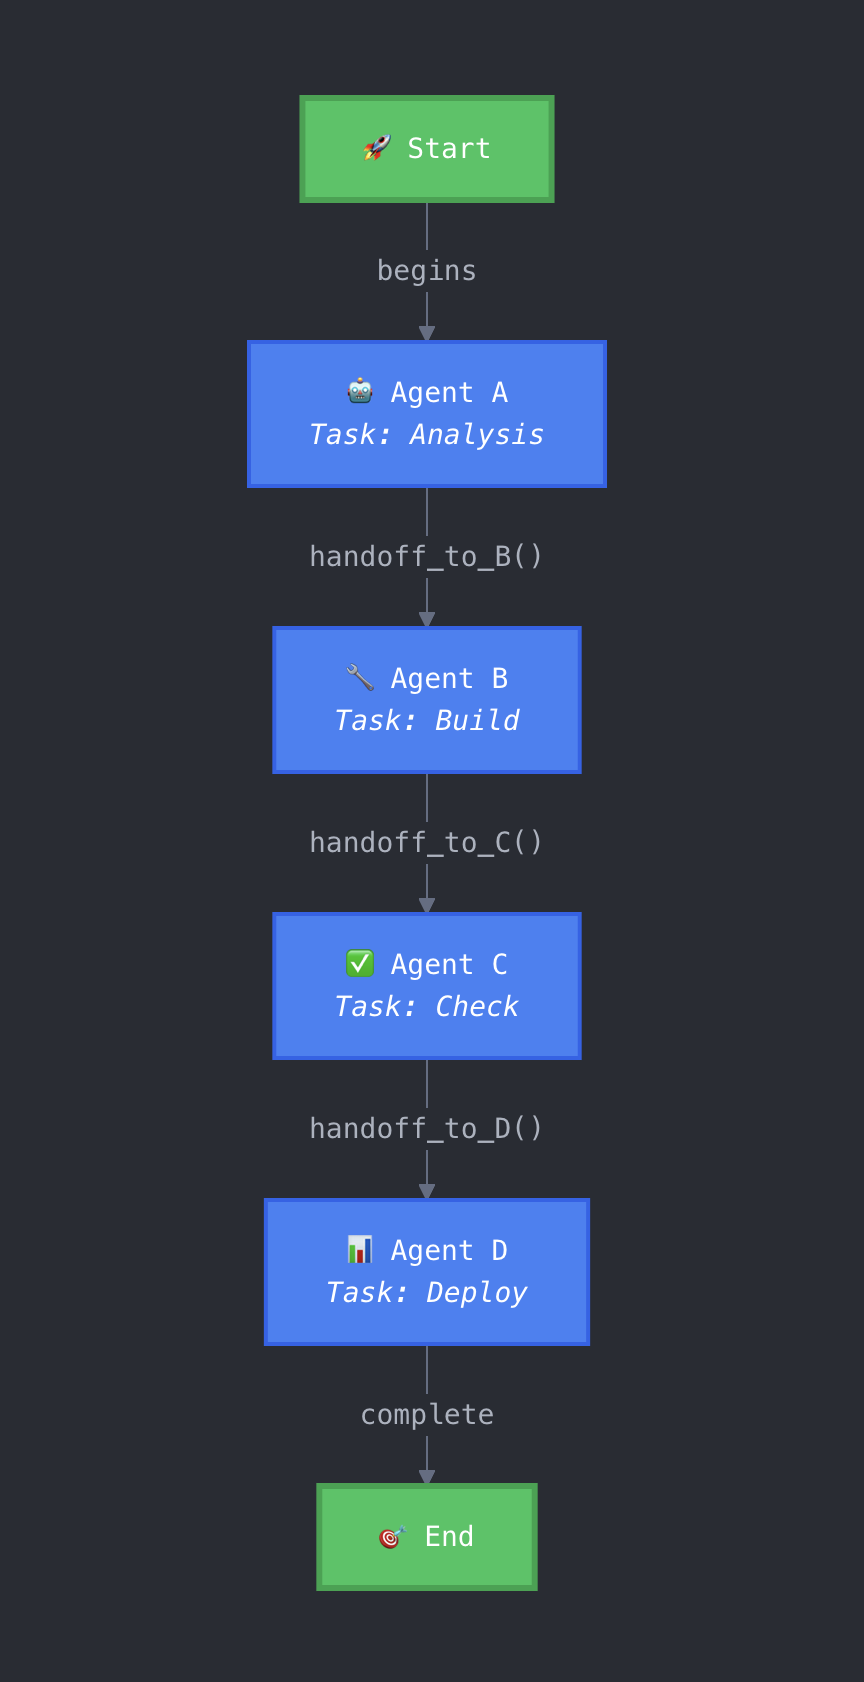 🚀 Start
begins
🤖 Agent A
Task: Analysis
handoff_to_B()
🔧 Agent B
Task: Build
handoff_to_C()
✅ Agent C
Task: Check
handoff_to_D()
📊 Agent D
Task: Deploy
complete
🎯 End